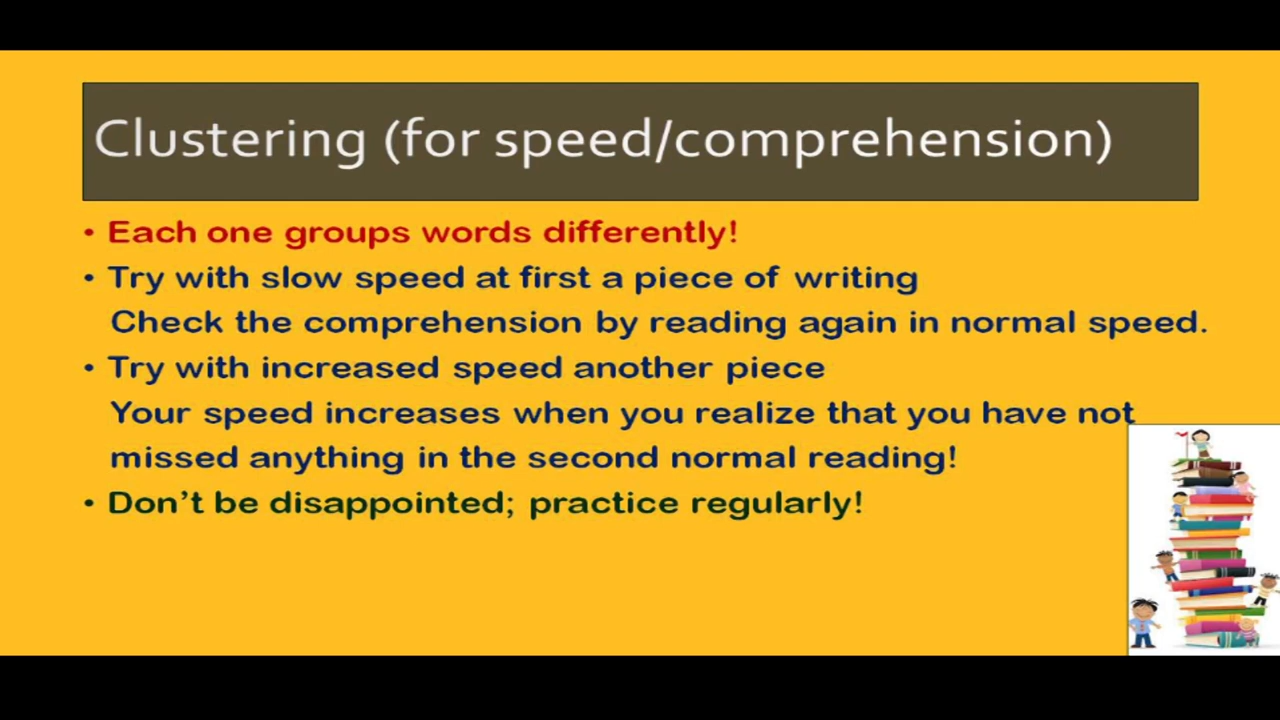 Clustering (for speed/comprehension)
• Each one groups words differently!
• Try with slow speed at first a piece of writing
Check the comprehension by reading again in normal speed.
• Try with increased speed another piece
Your speed increases when you realize that you have not
missed anything in the second normal reading!
• Don't be disappointed; practice regularly!